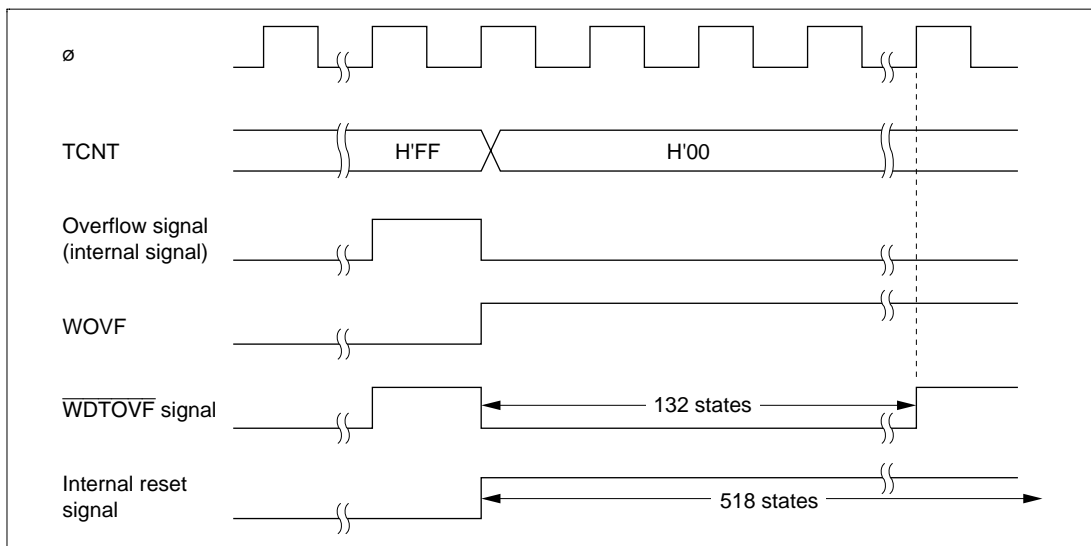 ø
TCNT
H'FF
H'00
Overflow signal
(internal signal)
WOVF
WDTOVF signal
132 states
Internal reset
signal
518 states